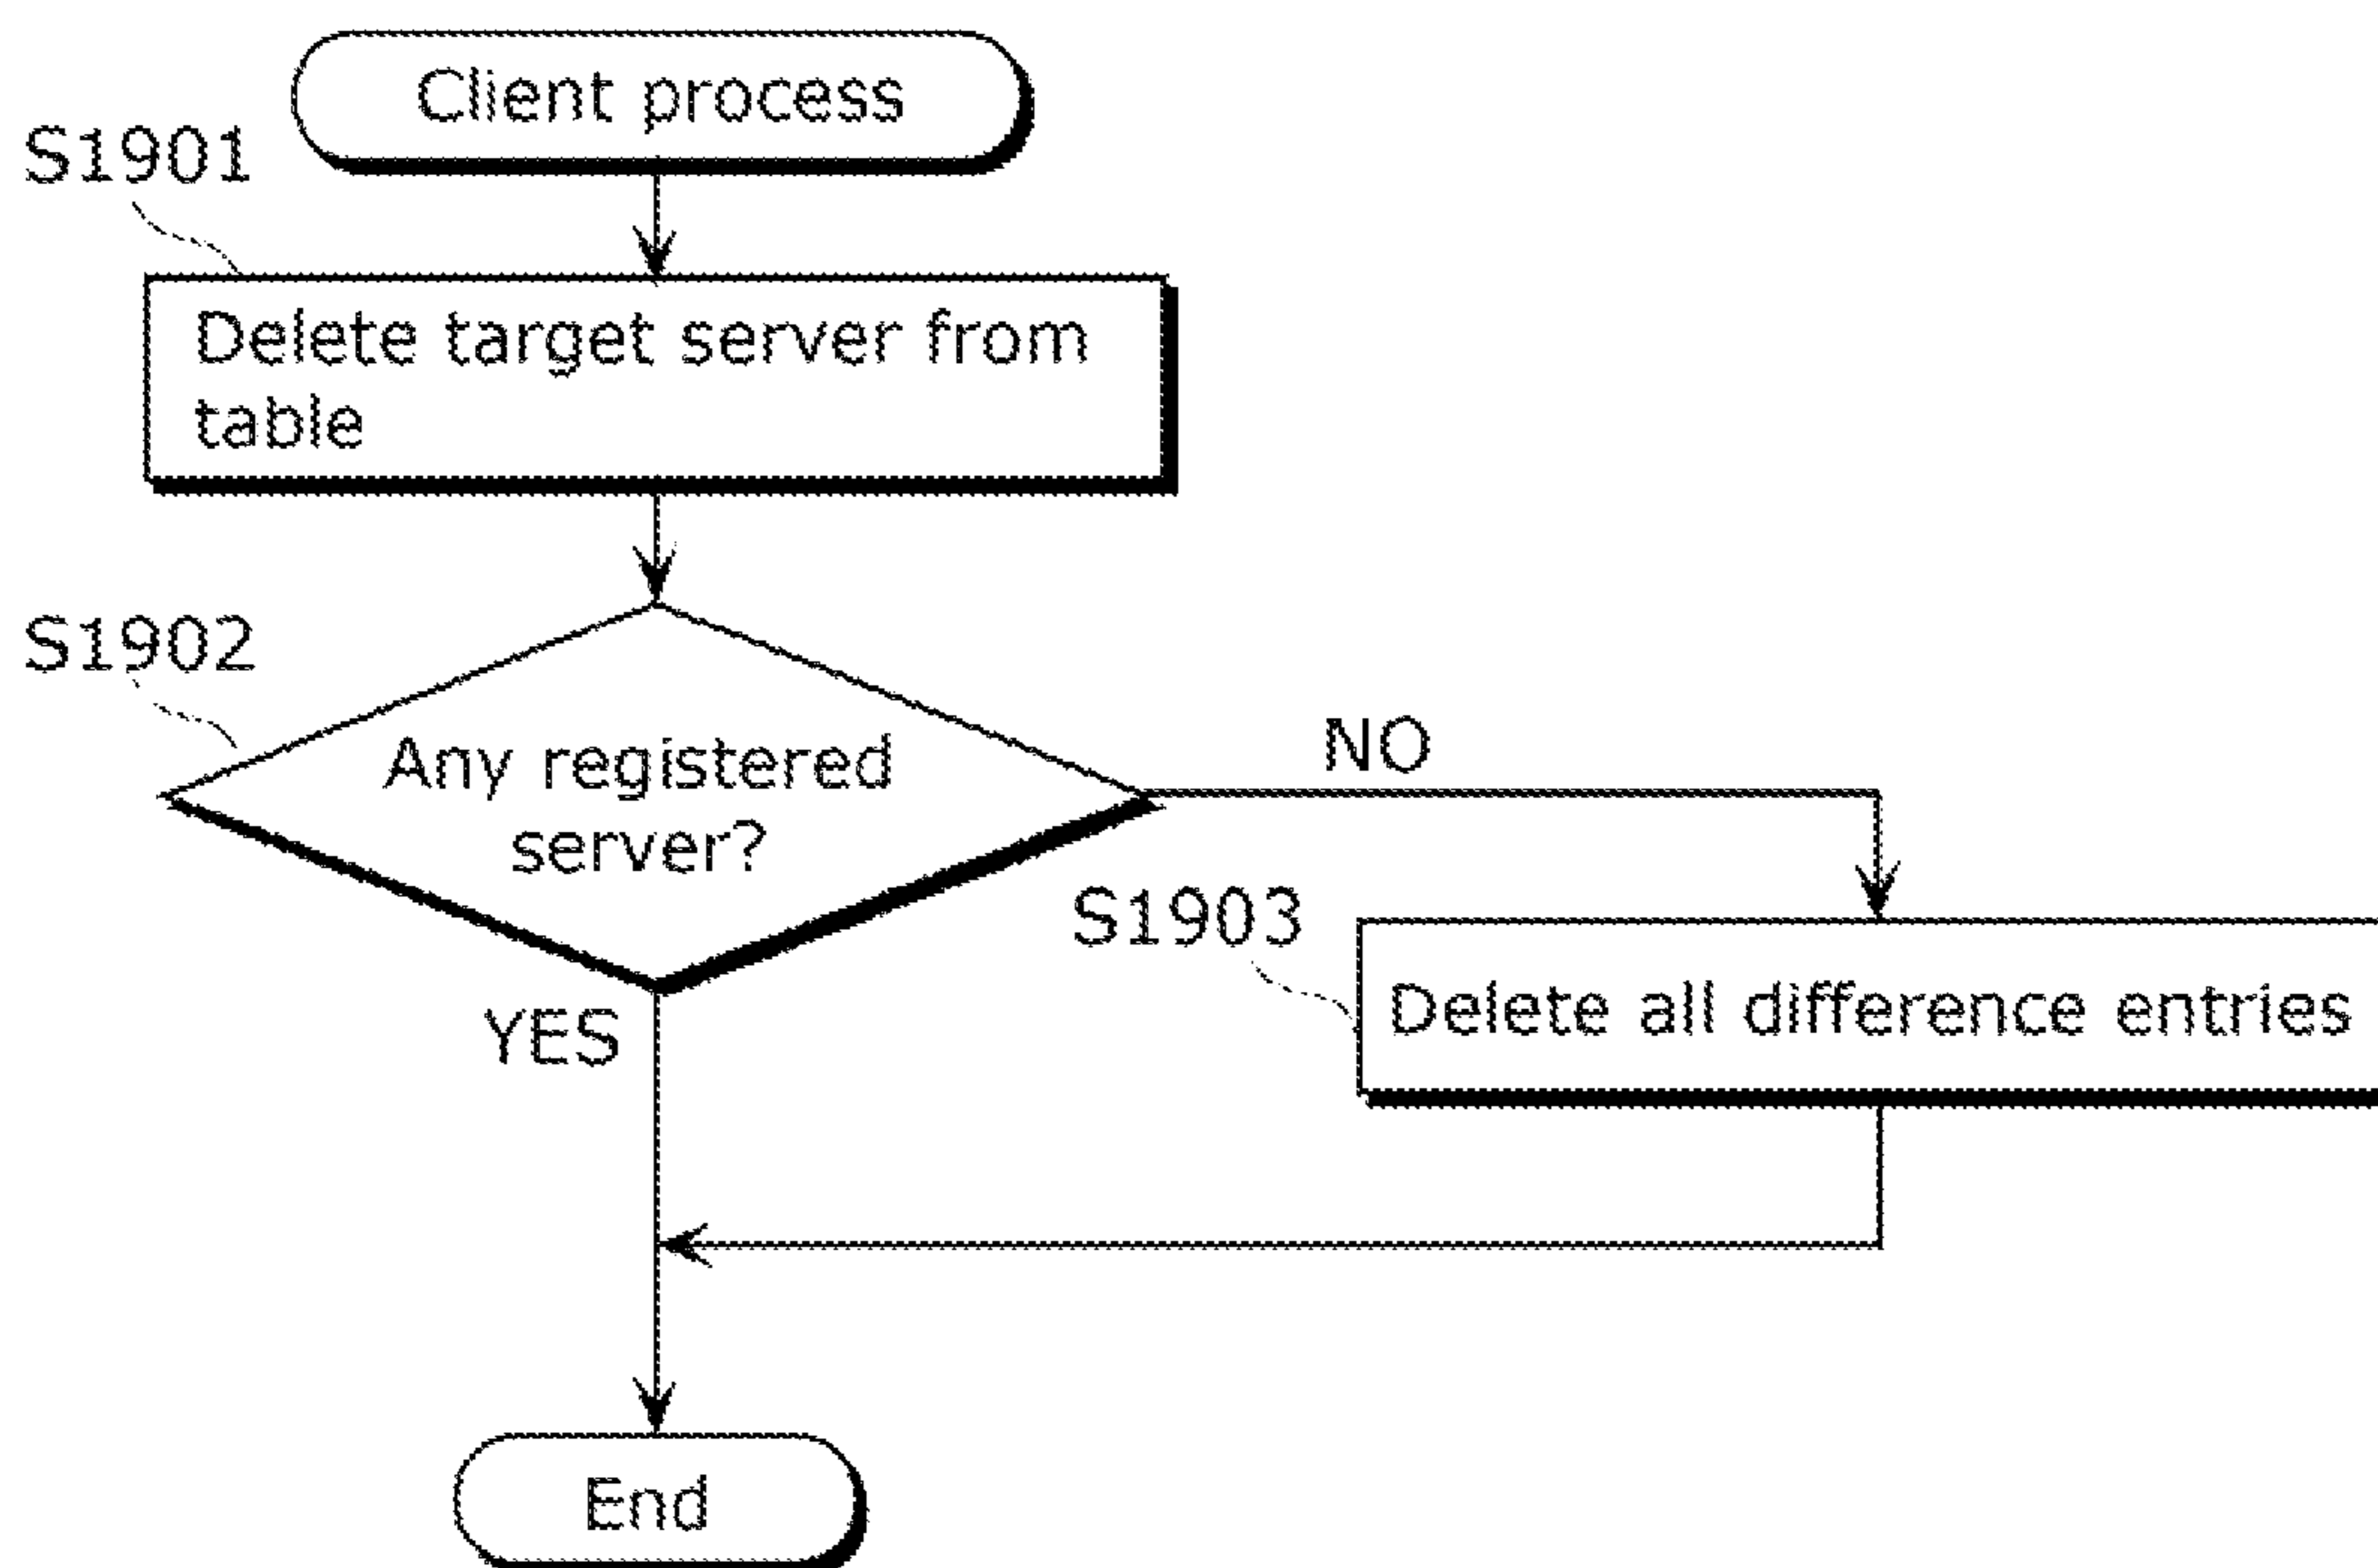 Client process
S1901
Delete target server from
table
S1902
Any registered
server?
NO
S1903
Delete all difference entries
YES
End